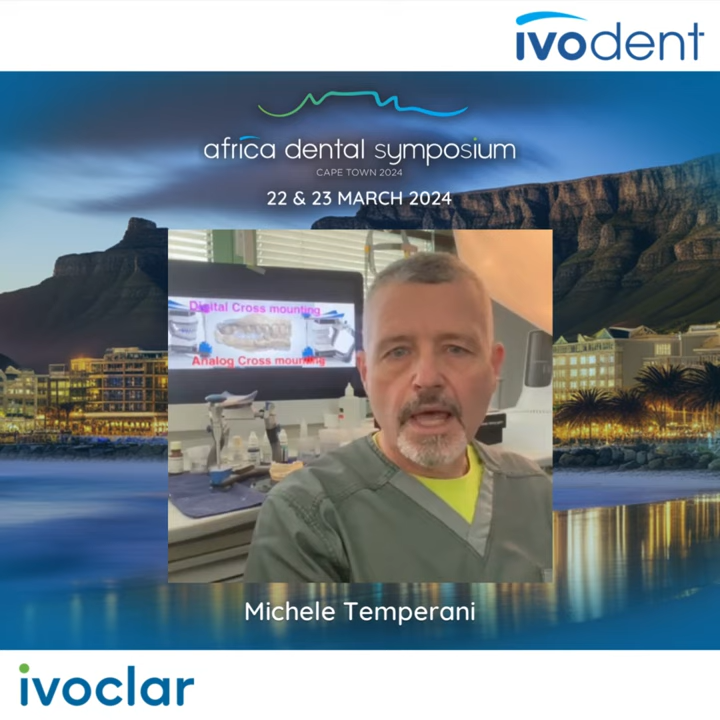 ivodent
africa dental symposium
CAPE TOWN 2024
22 & 23 MARCH 2024
Digital Cross mounting
Analog Cross mounting
Michele Temperani
ivoclar